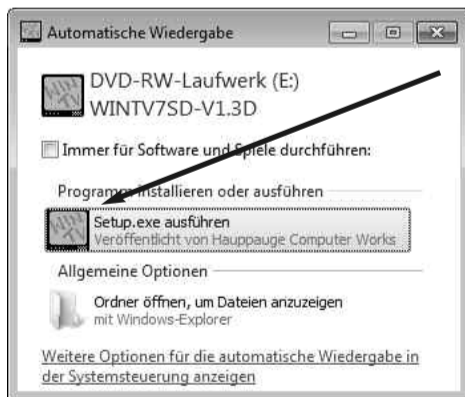 Automatische Wiedergabe
DVD-RW-Laufwerk (E:)
WINTV7SD-V1.3D
Immer für Software und Spiele durchführen:
Programm installieren oder ausführen
Setup.exe ausführen
Veröffentlicht von Hauppauge Computer Works
Allgemeine Optionen
Ordner öffnen, um Dateien anzuzeigen
mit Windows-Explorer
Weitere Optionen für die automatische Wiedergabe in
der Systemsteuerung anzeigen